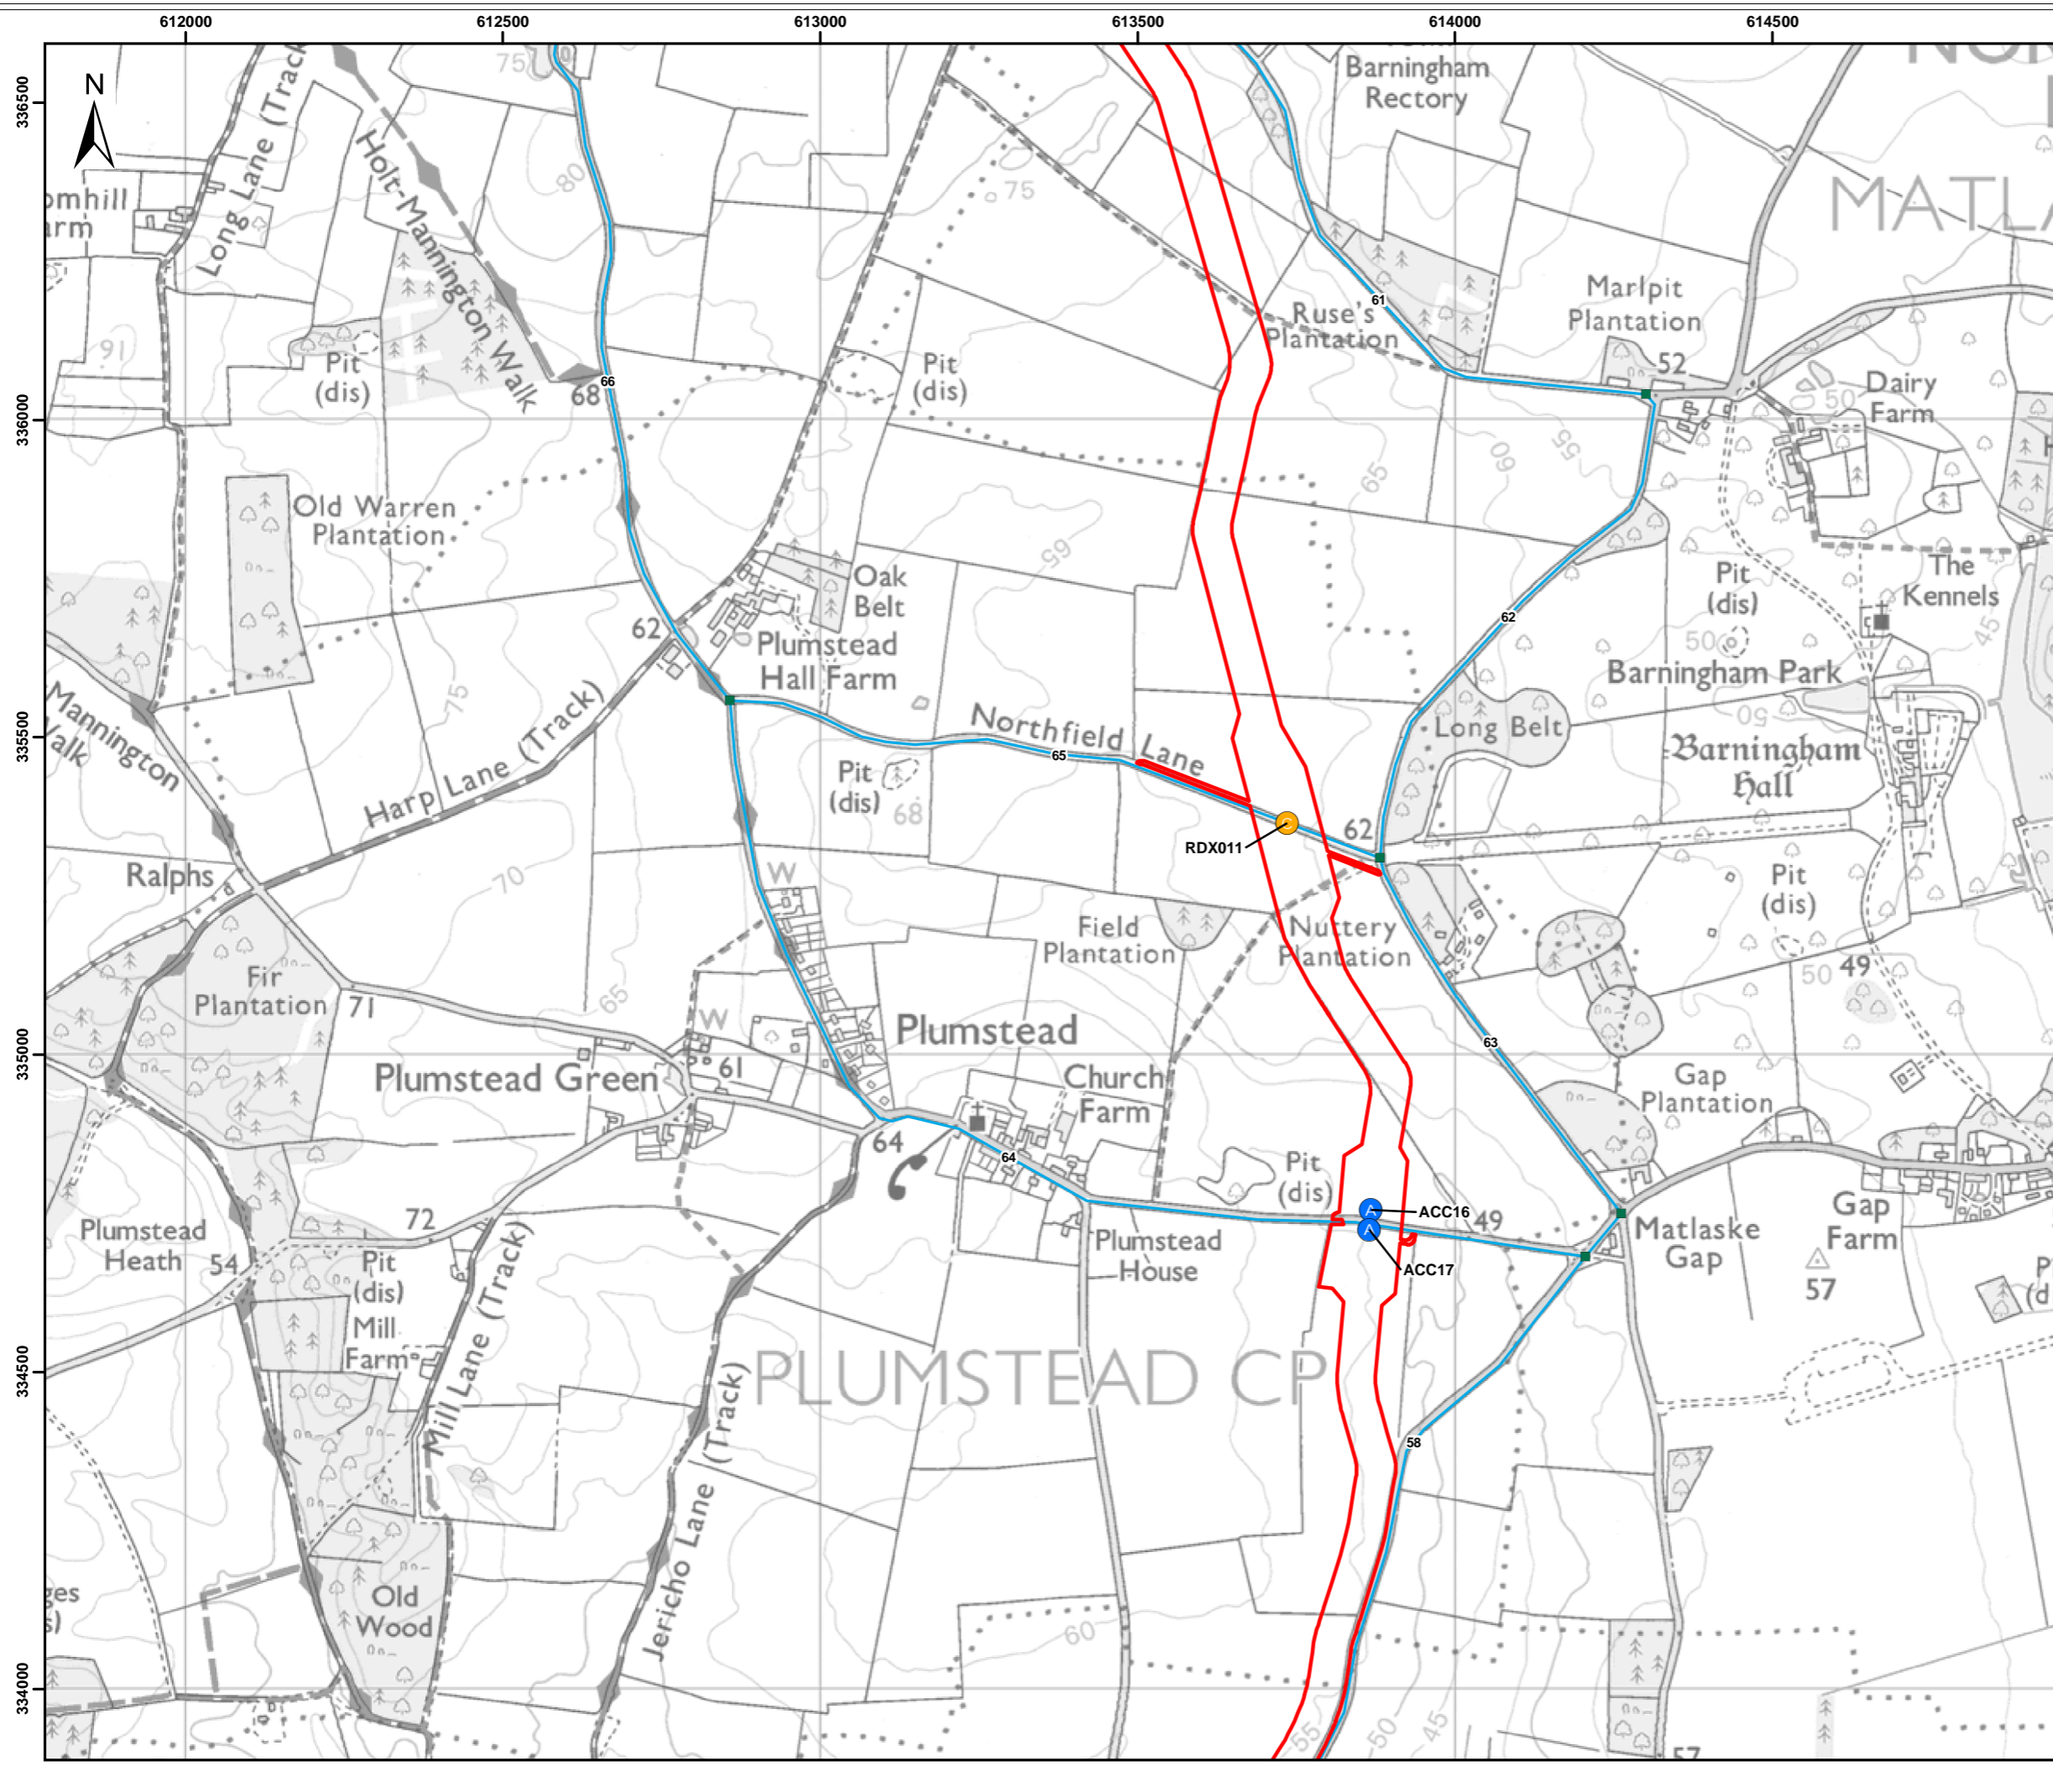 612000
612500
613000
613500
614000
614500
336500
336000
335500
335000
334500
334000
N
75
Barningham
Rectory
Long Lane (Track
Holt-Mannington Walk
80
75
MATLA
omhill
arm
61
Ruse's
Plantation
Marlpit
Plantation
52
91
Pit
(dis)
68
66
Pit
(dis)
Dairy
Farm
50
65
60
55
Old Warren
Plantation
65
Oak
Belt
Pit
(dis)
The
Kennels
62
62
Plumstead
Hall Farm
50
45
Barningham Park
Mannington
Walk
75
Northfield Lane
Long Belt
50
65
Barningham
Hall
Harp Lane (Track)
Pit
(dis)
68
62
RDX011
Ralphs
70
W
Pit
(dis)
Field
Plantation
Nuttery
Plantation
Fir
Plantation
71
65
50
49
W
Plumstead
63
Plumstead Green
61
Church
Farm
Gap
Plantation
64
64
Pit
(dis)
ACC16
49
Plumstead
Heath
72
54
Pit
(dis)
Plumstead
House
ACC17
Matlaske
Gap
Gap
Farm
57
P
(d
Mill
Farm
Mill Lane (Track)
PLUMSTEAD CP
58
Jericho Lane (Track)
ges
s)
Old
Wood
60
55
50
45
57